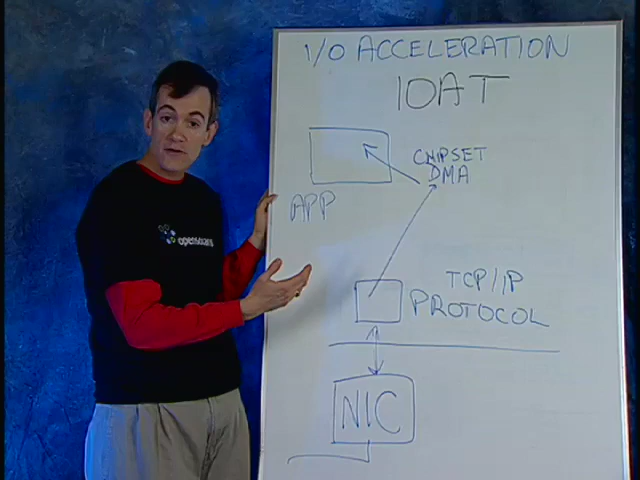 I/O ACCELERATION
IOAT
CHIPSET
DMA
APP
TCP/IP
PROTOCOL
NIC